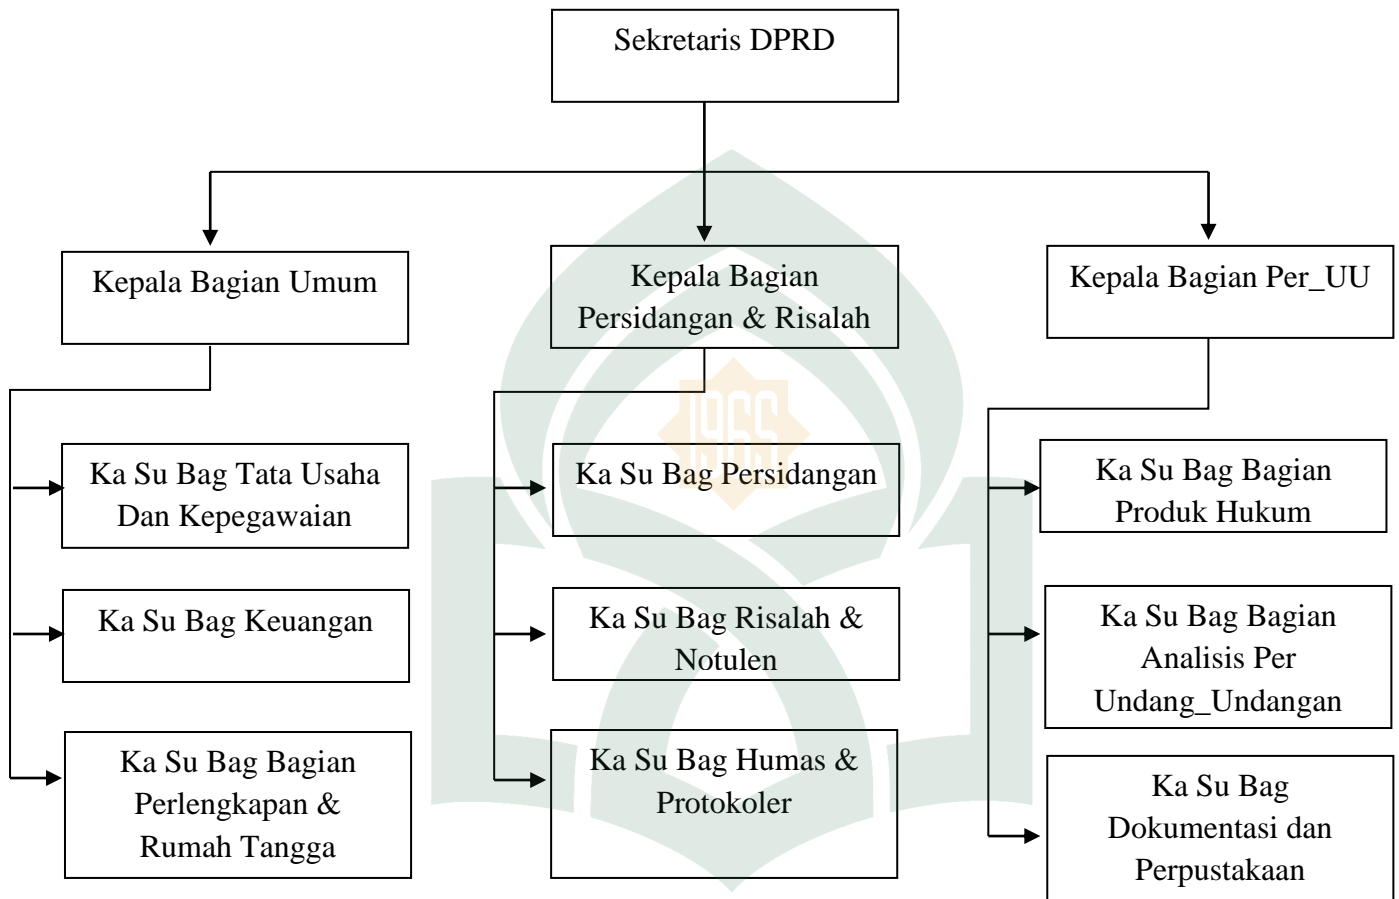 Sekretaris DPRD
Kepala Bagian Umum
Kepala Bagian
Persidangan & Risalah
Kepala Bagian Per_UU
Ka Su Bag Tata Usaha
Dan Kepegawaian
Ka Su Bag Persidangan
Ka Su Bag Bagian
Produk Hukum
Ka Su Bag Keuangan
Ka Su Bag Risalah &
Notulen
Ka Su Bag Bagian
Analisis Per
Undang_Undangan
Ka Su Bag Bagian
Perlengkapan &
Rumah Tangga
Ka Su Bag Humas &
Protokoler
Ka Su Bag
Dokumentasi dan
Perpustakaan
1965